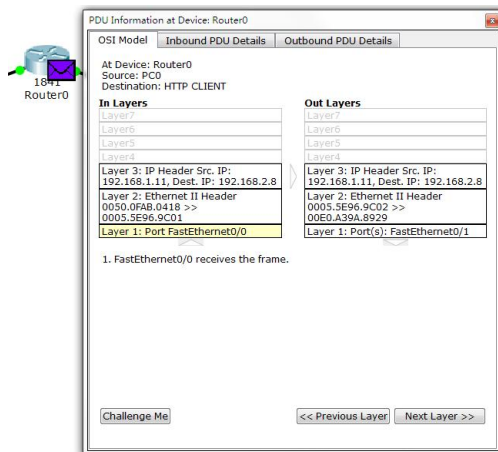 PDU Information at Device: Router0
OSI Model
Inbound PDU Details
Outbound PDU Details
1841
Router0
At Device: Router0
Source: PC0
Destination: HTTP CLIENT
In Layers
Layer7
Layer6
Layer5
Layer4
Layer 3: IP Header Src. IP:
192.168.1.11, Dest. IP: 192.168.2.8
Layer 2: Ethernet II Header
0050.0FAB.0418 >>
0005.5E96.9C01
Layer 1: Port FastEthernet0/0
Out Layers
Layer7
Layer6
Layer5
Layer4
Layer 3: IP Header Src. IP:
192.168.1.11, Dest. IP: 192.168.2.8
Layer 2: Ethernet II Header
0005.5E96.9C02 >>
00E0.A39A.8929
Layer 1: Port(s): FastEthernet0/1
1. FastEthernet0/0 receives the frame.
Challenge Me
<< Previous Layer
Next Layer >>